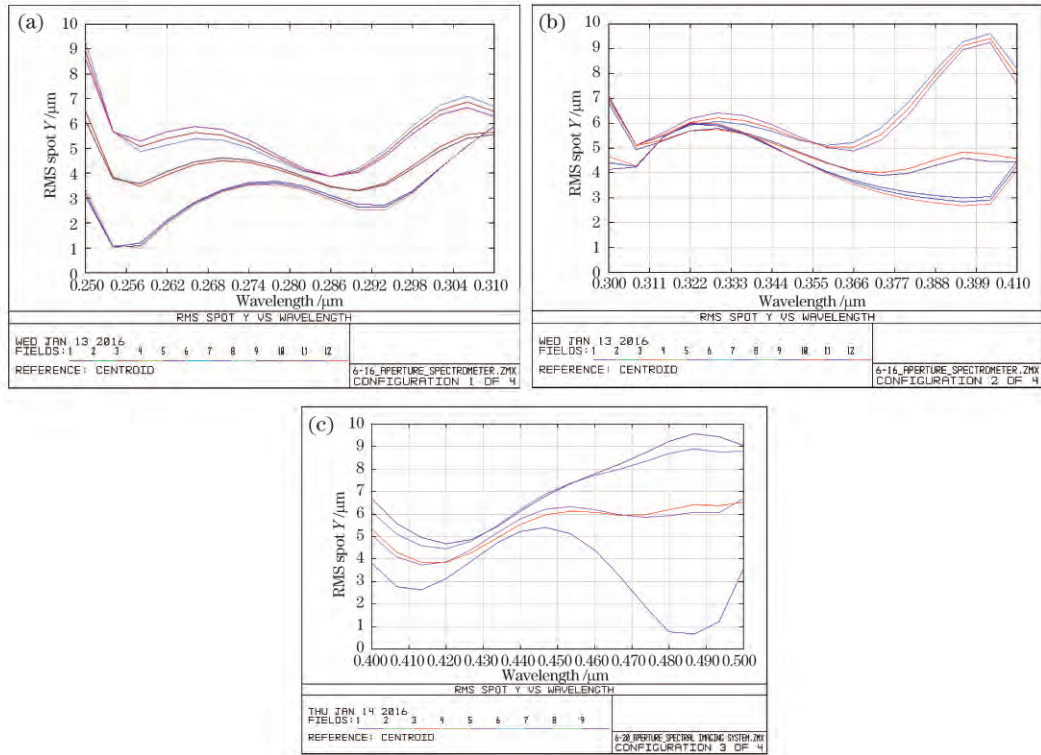 (a)
10
9
8
7
6
5
4
3
2
1
0
RMS spot Y /μm
0.250 0.256 0.262 0.268 0.274 0.280 0.286 0.292 0.298 0.304 0.310
Wavelength /μm
RMS SPOT Y VS WAVELENGTH
WED JAN 13 2016
FIELDS:1 2 3 4 5 6 7 8 9 10 11 12
REFERENCE: CENTROID
6-16_APERTURE_SPECTROMETER.ZMX
CONFIGURATION 1 OF 4
(b)
10
9
8
7
6
5
4
3
2
1
0
RMS spot Y /μm
0.300 0.311 0.322 0.333 0.344 0.355 0.366 0.377 0.388 0.399 0.410
Wavelength /μm
RMS SPOT Y VS WAVELENGTH
WED JAN 13 2016
FIELDS:1 2 3 4 5 6 7 8 9 10 11 12
REFERENCE: CENTROID
6-16_APERTURE_SPECTROMETER.ZMX
CONFIGURATION 2 OF 4
(c)
10
9
8
7
6
5
4
3
2
1
0
RMS spot Y /μm
0.400 0.410 0.420 0.430 0.440 0.450 0.460 0.470 0.480 0.490 0.500
Wavelength /μm
RMS SPOT Y VS WAVELENGTH
THU JAN 14 2016
FIELDS:1 2 3 4 5 6 7 8 9
REFERENCE: CENTROID
6-20_APERTURE_SPECTRAL IMAGING SYSTEM.ZMX
CONFIGURATION 3 OF 4